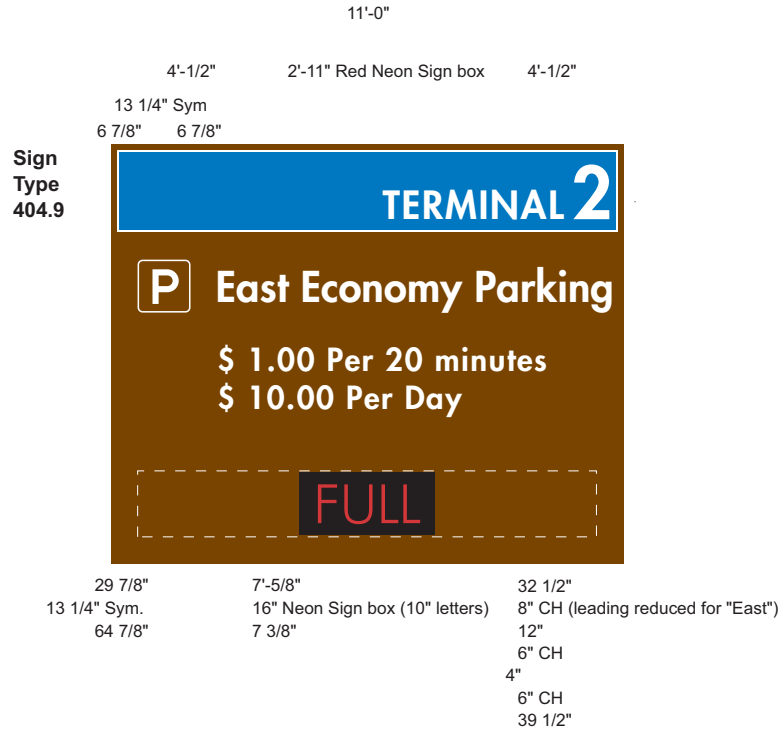 11'-0"
4'-1/2" 2'-11" Red Neon Sign box 4'-1/2"
13 1/4" Sym
6 7/8" 6 7/8"
Sign
Type
404.9
TERMINAL 2
P East Economy Parking
$ 1.00 Per 20 minutes
$ 10.00 Per Day
FULL
29 7/8" 7'-5/8" 32 1/2"
13 1/4" Sym. 16" Neon Sign box (10" letters) 8" CH (leading reduced for "East")
64 7/8" 7 3/8" 12"
6" CH
4"
6" CH
39 1/2"